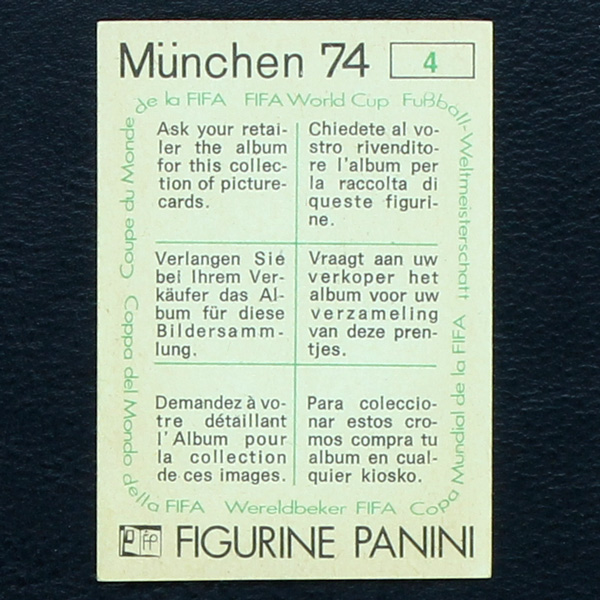 München 74
4
de la FIFA FIFA World Cup Fußball-Weltmeisterschaft
Coupe du Monde
Ask your retai-
ler the album
for this collec-
tion of picture-
cards.
Chiedete al vo-
stro rivendito-
re l'album per
la raccolta di
queste figuri-
ne.
Verlangen Sie
bei Ihrem Ver-
käufer das Al-
bum für diese
Bildersamm-
lung.
Vraagt aan uw
verkoper het
album voor uw
verzameling
van deze pren-
tjes.
Demandez à vo-
tre détaillant
l'Album pour
la collection
de ces images.
Para coleccio-
nar estos cro-
mos compra tu
album en cual-
quier kiosko.
Coppa del Mondo della FIFA
Wereldbeker FIFA
Copa Mundial de la FIFA
FIGURINE PANINI